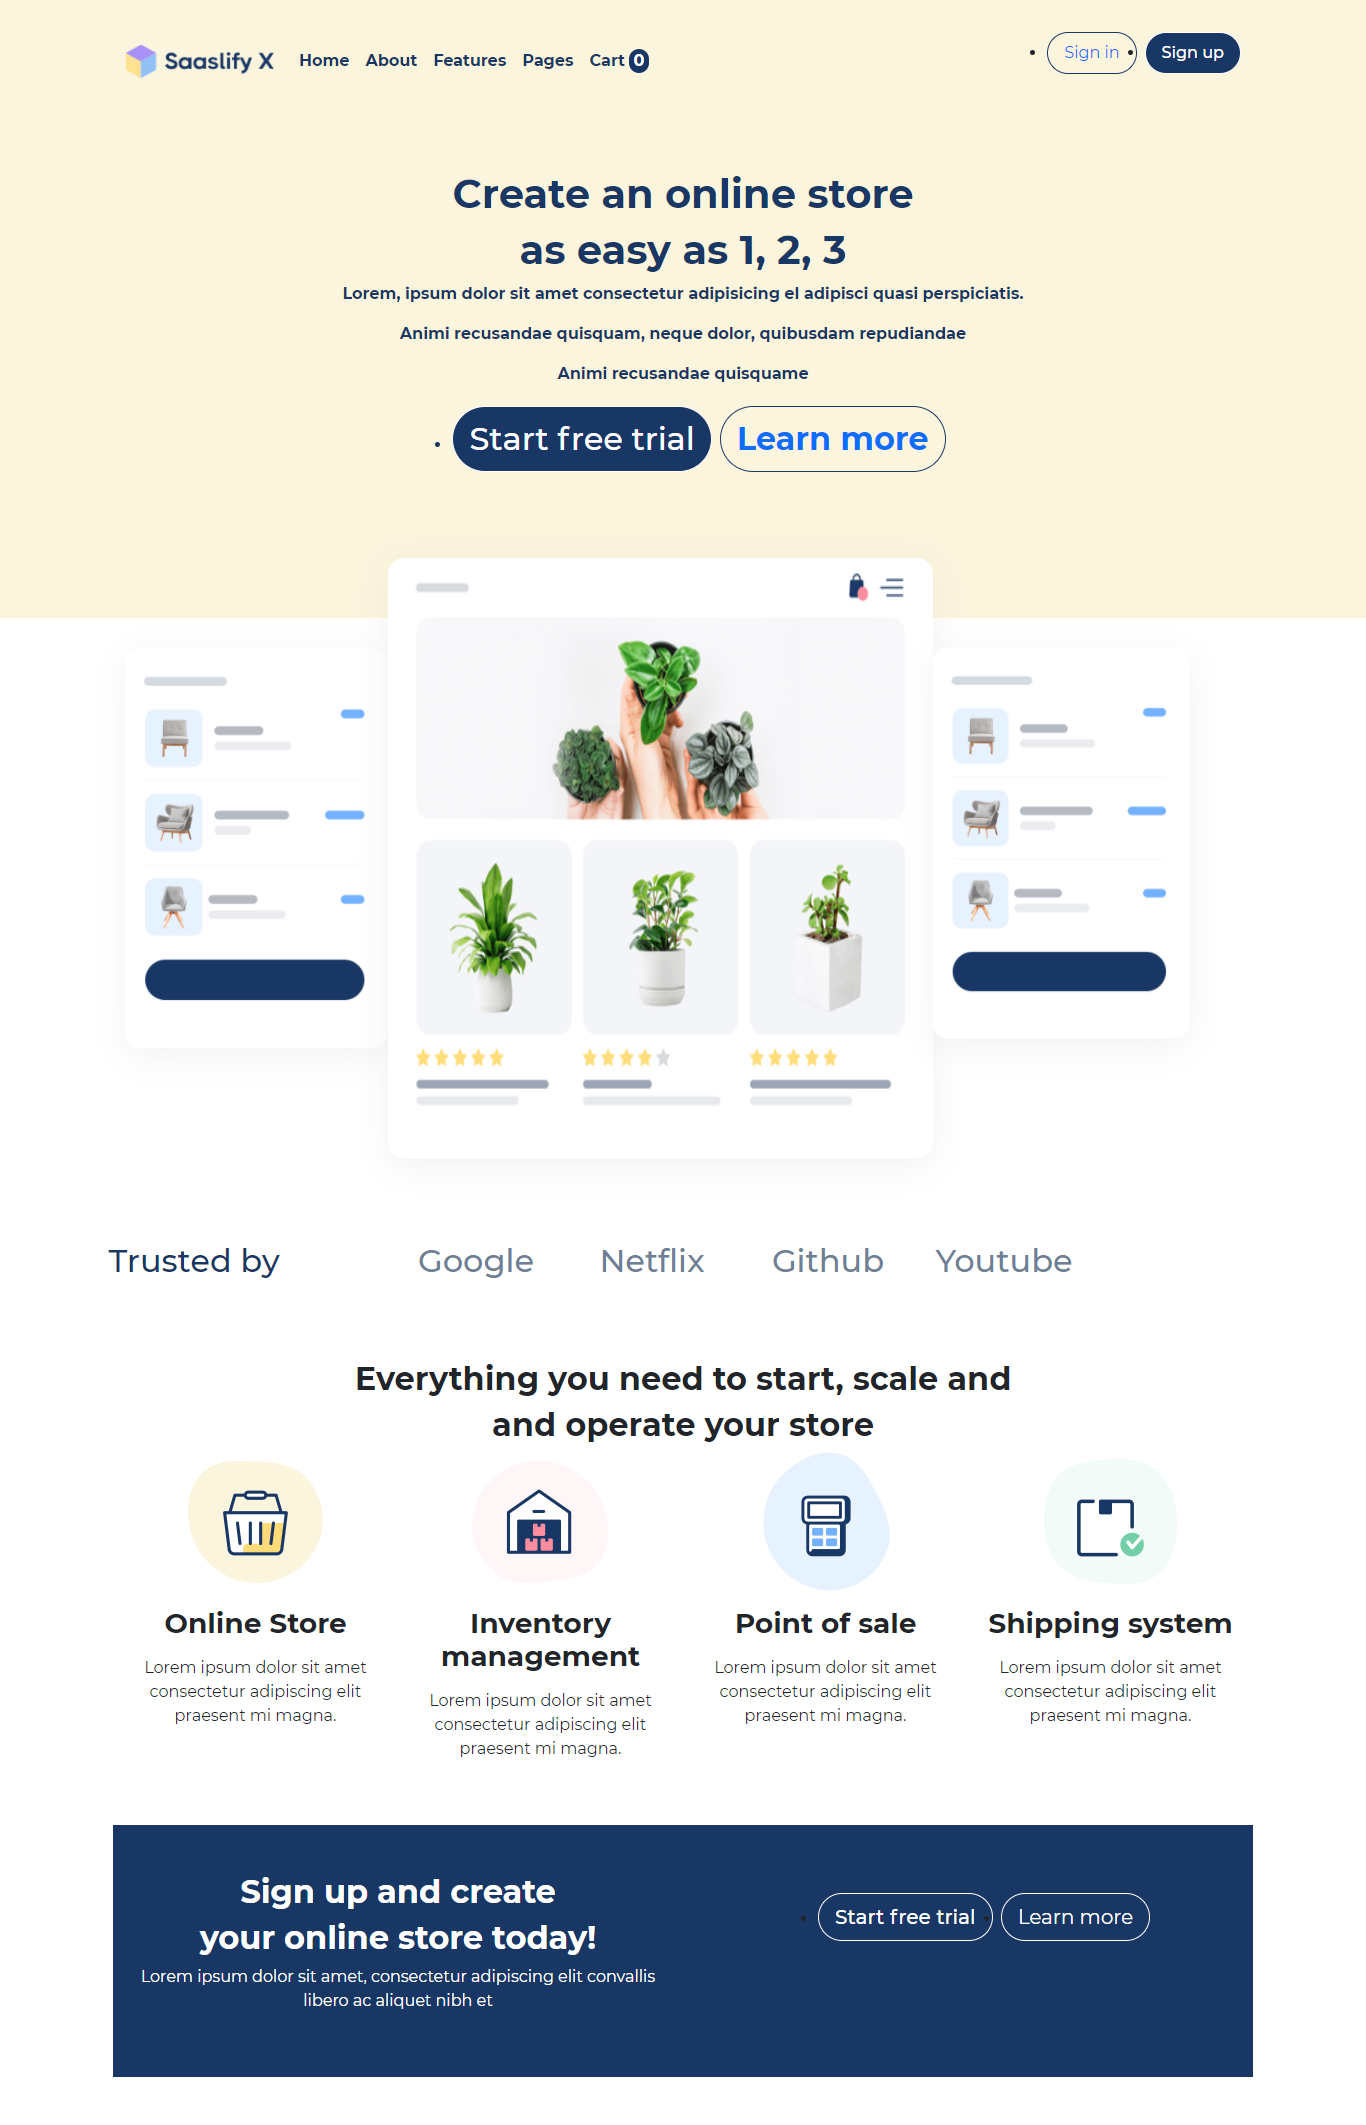 Saaslify X Home About Features Pages Cart 0 Sign in Sign up
Create an online store
as easy as 1, 2, 3
Lorem, ipsum dolor sit amet consectetur adipisicing el adipisci quasi perspiciatis.
Animi recusandae quisquam, neque dolor, quibusdam repudiandae
Animi recusandae quisquame
Start free trial Learn more
Trusted by Google Netflix Github Youtube
Everything you need to start, scale and
and operate your store
Online Store
Lorem ipsum dolor sit amet
consectetur adipiscing elit
praesent mi magna.
Inventory
management
Lorem ipsum dolor sit amet
consectetur adipiscing elit
praesent mi magna.
Point of sale
Lorem ipsum dolor sit amet
consectetur adipiscing elit
praesent mi magna.
Shipping system
Lorem ipsum dolor sit amet
consectetur adipiscing elit
praesent mi magna.
Sign up and create
your online store today!
Lorem ipsum dolor sit amet, consectetur adipiscing elit convallis
libero ac aliquet nibh et
Start free trial Learn more